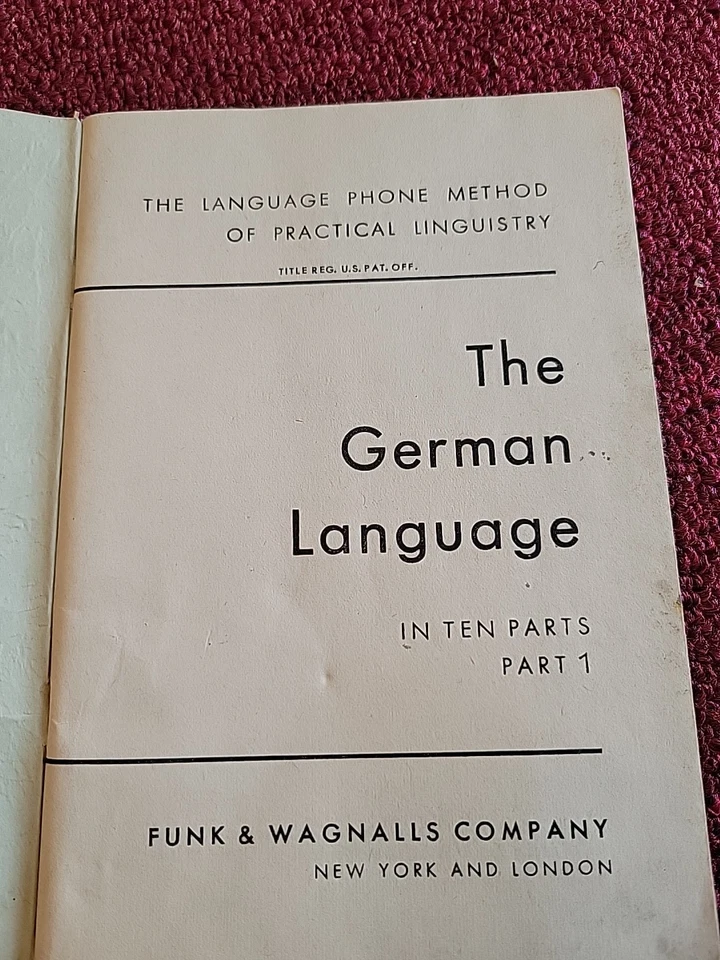 THE LANGUAGE PHONE METHOD
OF PRACTICAL LINGUISTRY
TITLE REG. U.S. PAT. OFF.
The
German
Language
IN TEN PARTS
PART 1
FUNK & WAGNALLS COMPANY
NEW YORK AND LONDON